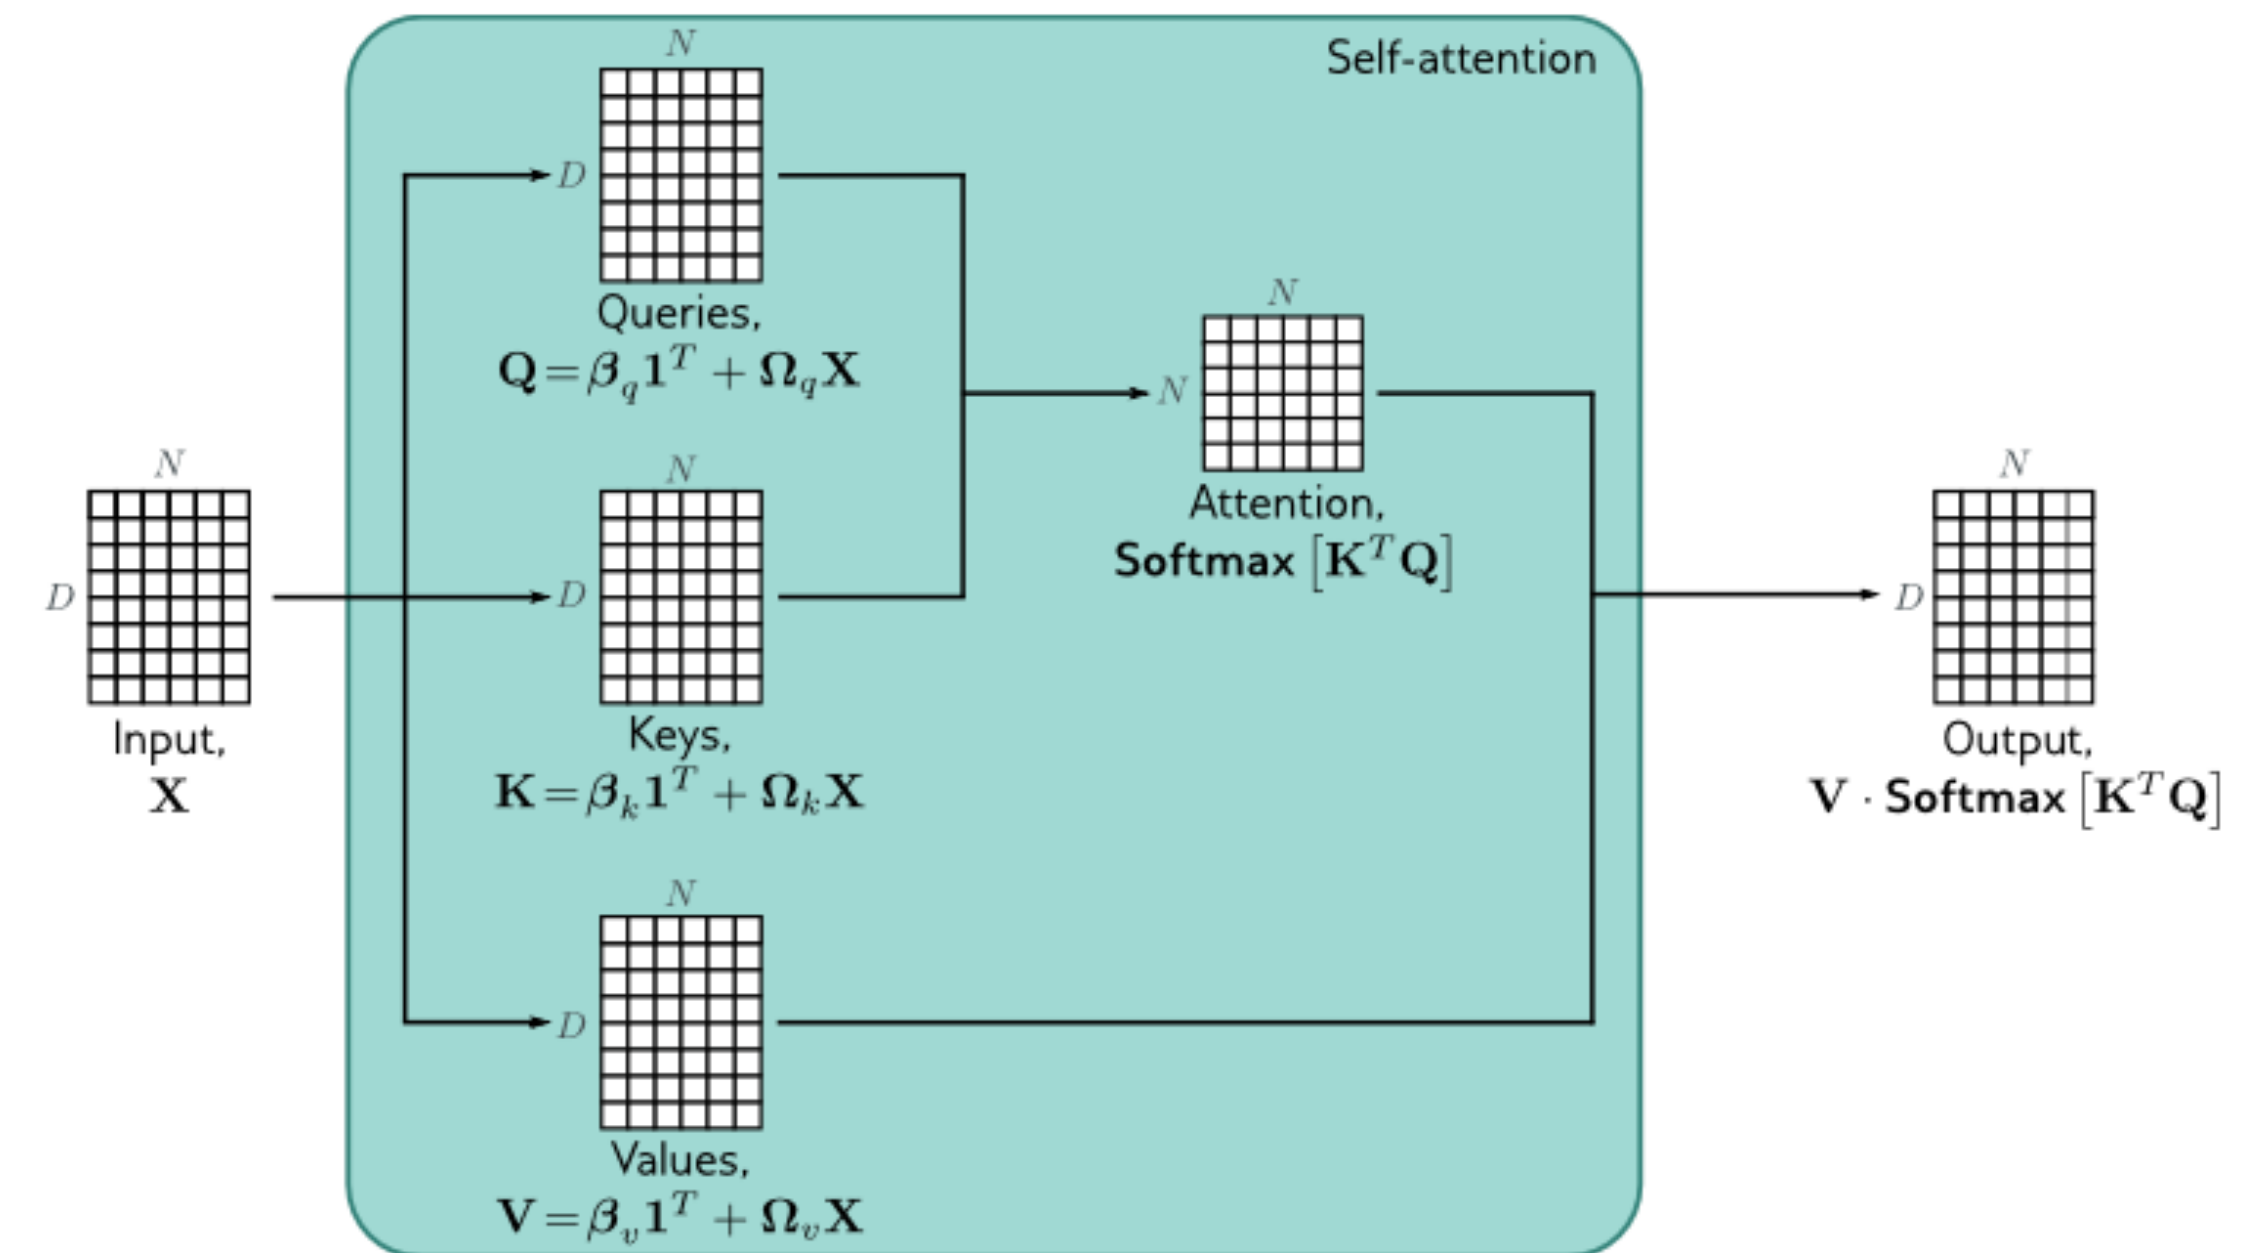 Self-attention
N
D
Queries,
Q=β_q1^T + Ω_qX
N
D
Input,
X
N
D
Keys,
K=β_k1^T + Ω_kX
N
D
Values,
V=β_v1^T + Ω_vX
N
N
Attention,
Softmax [K^TQ]
N
D
Output,
V · Softmax [K^TQ]